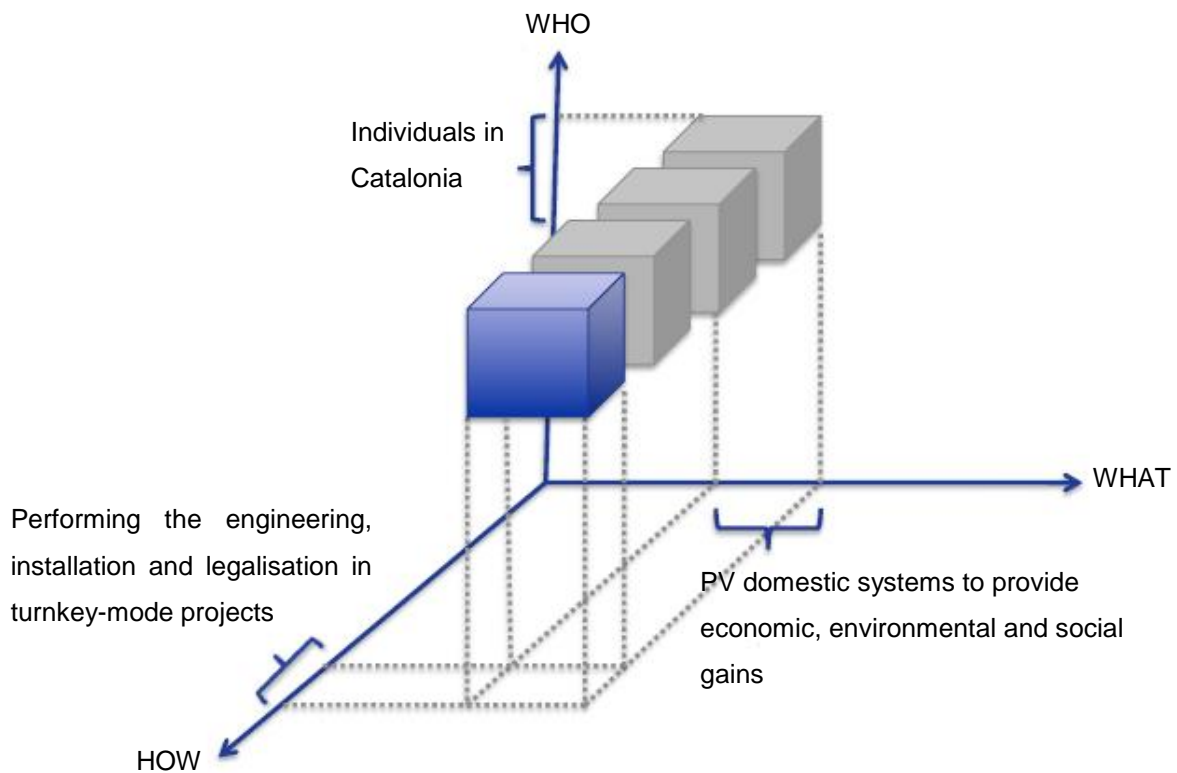 WHO
Individuals in
Catalonia
WHAT
Performing the engineering,
installation and legalisation in
turnkey-mode projects
PV domestic systems to provide
economic, environmental and social
gains
HOW